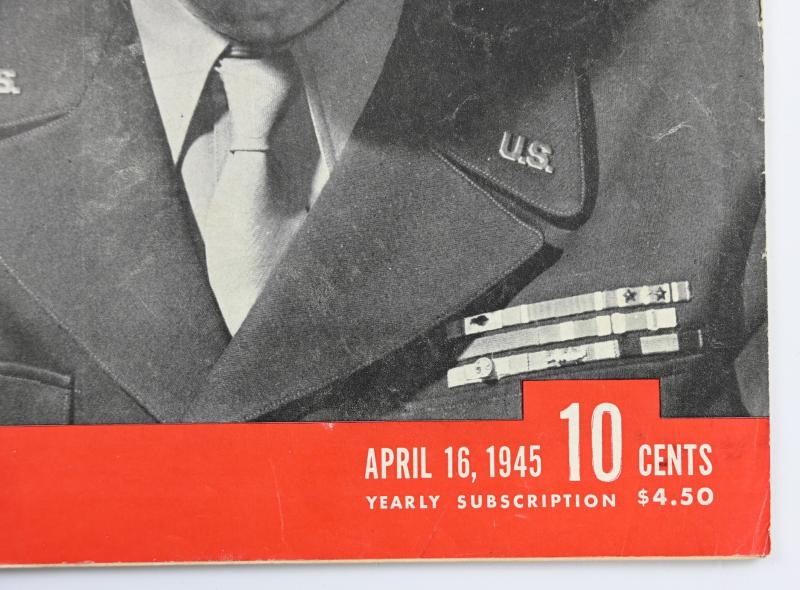 S.
U.S.
APRIL 16, 1945 10 CENTS
YEARLY SUBSCRIPTION $4.50